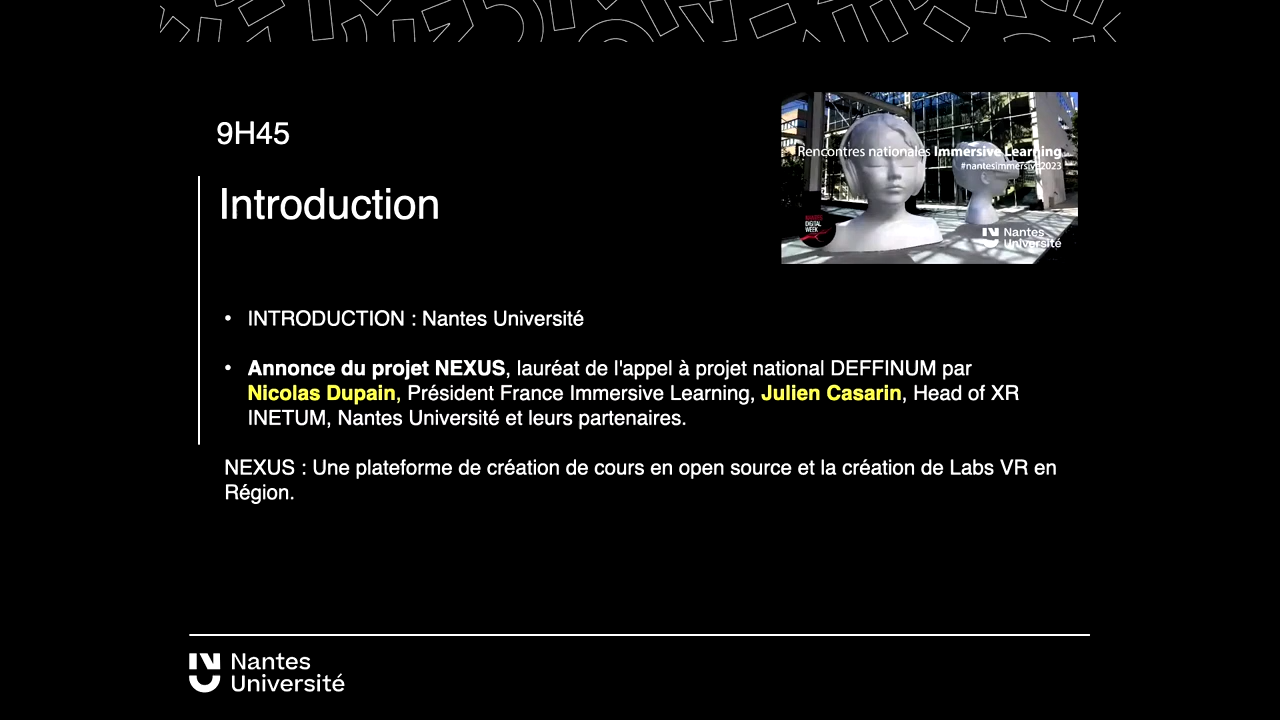 9H45
Introduction
Rencontres nationales Immersive Learning
#nantesimmersive2023
NANTES
DIGITAL
WEEK
Nantes
Université
• INTRODUCTION : Nantes Université
• Annonce du projet NEXUS, lauréat de l'appel à projet national DEFFINUM par
Nicolas Dupain, Président France Immersive Learning, Julien Casarin, Head of XR
INETUM, Nantes Université et leurs partenaires.
NEXUS : Une plateforme de création de cours en open source et la création de Labs VR en
Région.
Nantes
Université